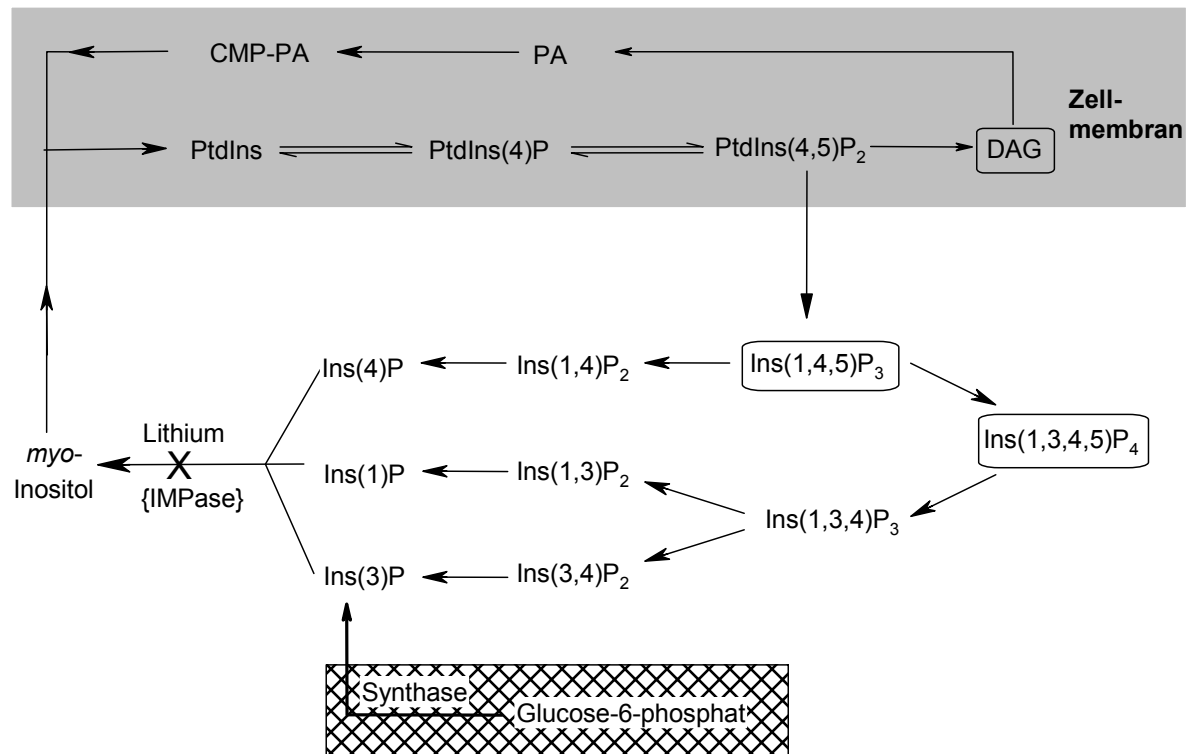 CMP-PA
PA
Zell-
membran
PtdIns
PtdIns(4)P
PtdIns(4,5)P₂
DAG
Ins(4)P
Ins(1,4)P₂
Ins(1,4,5)P₃
Lithium
X
{IMPase}
myo-
Inositol
Ins(1)P
Ins(1,3)P₂
Ins(1,3,4,5)P₄
Ins(1,3,4)P₃
Ins(3)P
Ins(3,4)P₂
Synthase
Glucose-6-phosphat